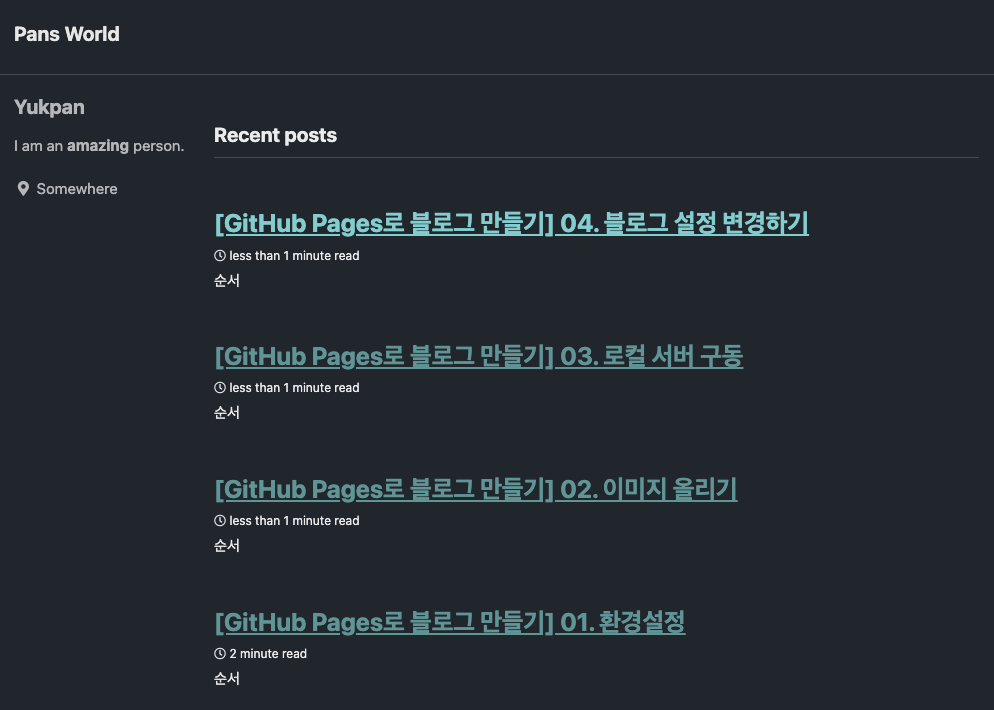 Pans World
Yukpan
I am an amazing person.
Somewhere
Recent posts
[GitHub Pages로 블로그 만들기] 04. 블로그 설정 변경하기
less than 1 minute read
순서
[GitHub Pages로 블로그 만들기] 03. 로컬 서버 구동
less than 1 minute read
순서
[GitHub Pages로 블로그 만들기] 02. 이미지 올리기
less than 1 minute read
순서
[GitHub Pages로 블로그 만들기] 01. 환경설정
2 minute read
순서